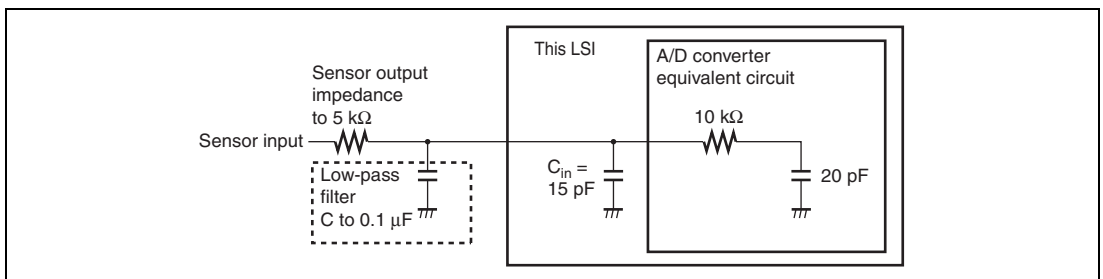 This LSI
A/D converter
equivalent circuit
Sensor output
impedance
to 5 kΩ
10 kΩ
Sensor input
Low-pass
filter
C to 0.1 μF
Cin =
15 pF
20 pF